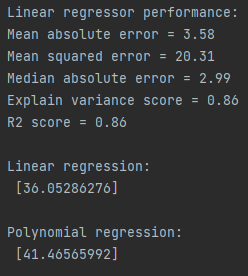 Linear regressor performance:
Mean absolute error = 3.58
Mean squared error = 20.31
Median absolute error = 2.99
Explain variance score = 0.86
R2 score = 0.86
Linear regression:
[36.05286276]
Polynomial regression:
[41.46565992]